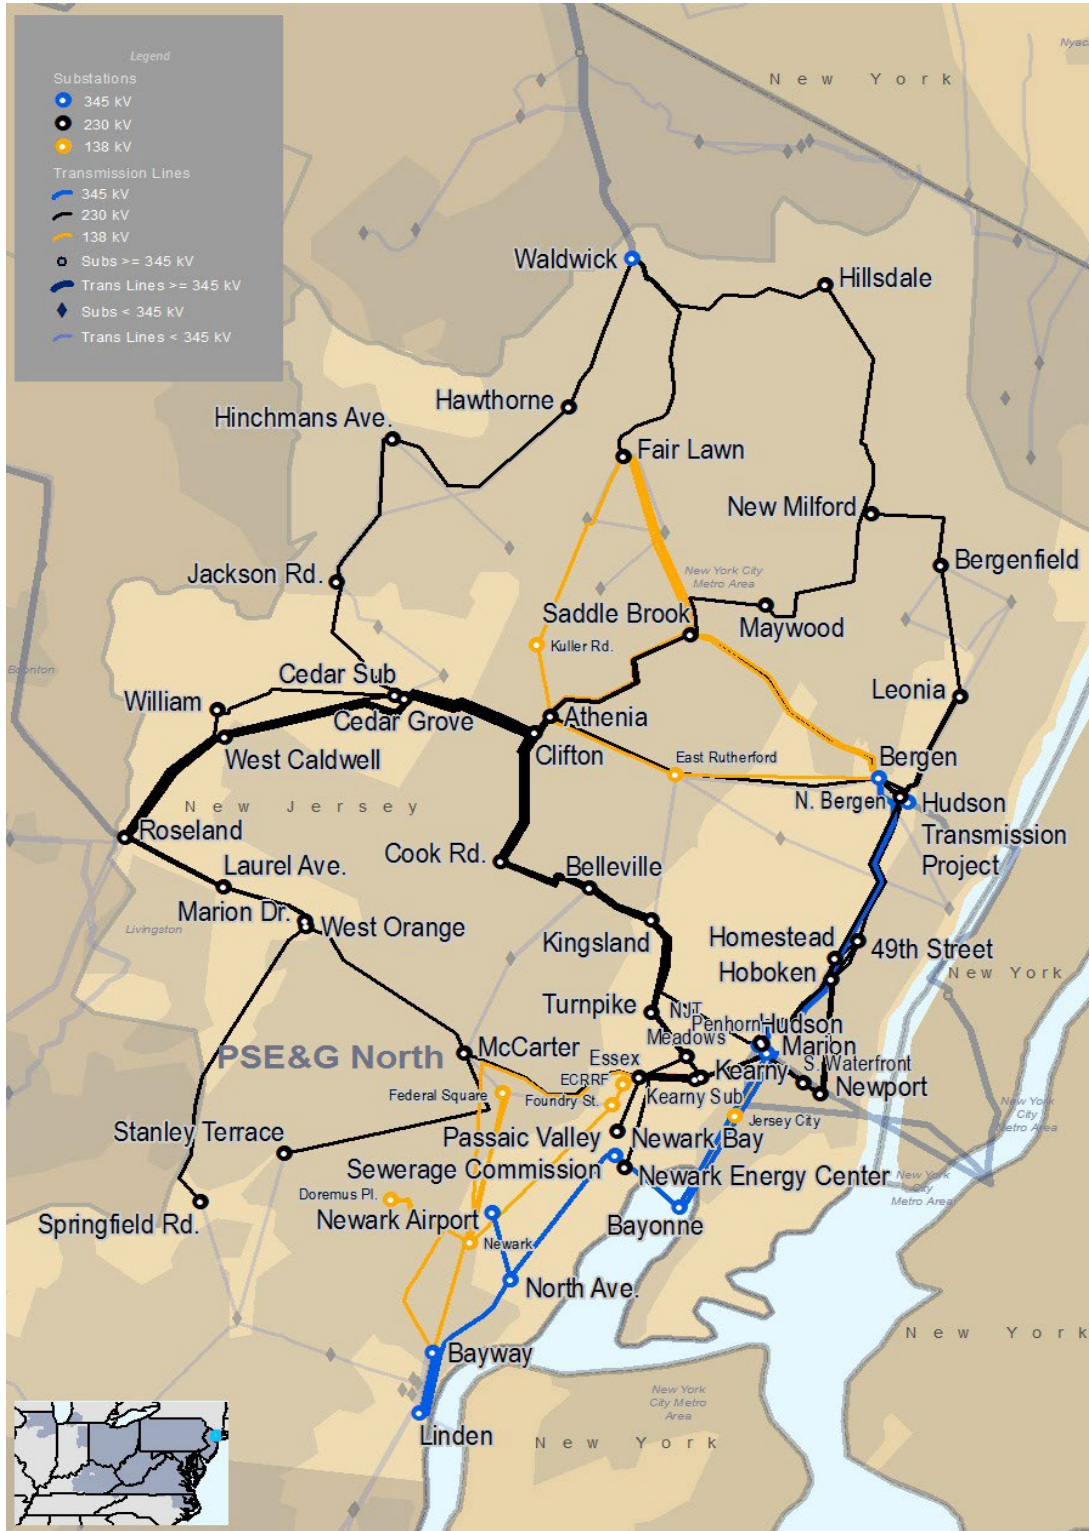 Legend
Substations
345 kV
230 kV
138 kV
Transmission Lines
345 kV
230 kV
138 kV
Subs >= 345 kV
Trans Lines >= 345 kV
Subs < 345 kV
Trans Lines < 345 kV
New York
Waldwick
Hillsdale
Hawthorne
Hinchmans Ave.
Fair Lawn
New Milford
Bergenfield
Jackson Rd.
New York City
Metro Area
Saddle Brook
Maywood
Kuller Rd.
Cedar Sub
William
Cedar Grove
Athenia
Leonia
West Caldwell
Clifton
East Rutherford
Bergen
New Jersey
N. Bergen
Hudson
Transmission
Project
Roseland
Laurel Ave.
Cook Rd.
Belleville
Marion Dr.
West Orange
Livingston
Kingsland
Homestead
49th Street
Hoboken
New York
Turnpike
NJT
Meadows
Penhorn
Hudson
Marion
PSE&G North
McCarter
Essex
ECRRF
Kearny
S. Waterfront
Newport
Federal Square
Foundry St.
Kearny Sub
Jersey City
New York
City
Metro Area
Stanley Terrace
Passaic Valley
Sewerage Commission
Newark Bay
Newark Energy Center
New York
City
Metro Area
Doremus Pl.
Springfield Rd.
Newark Airport
Bayonne
Newark
North Ave.
Bayway
New York
Linden
New York
City Metro
Area
New York